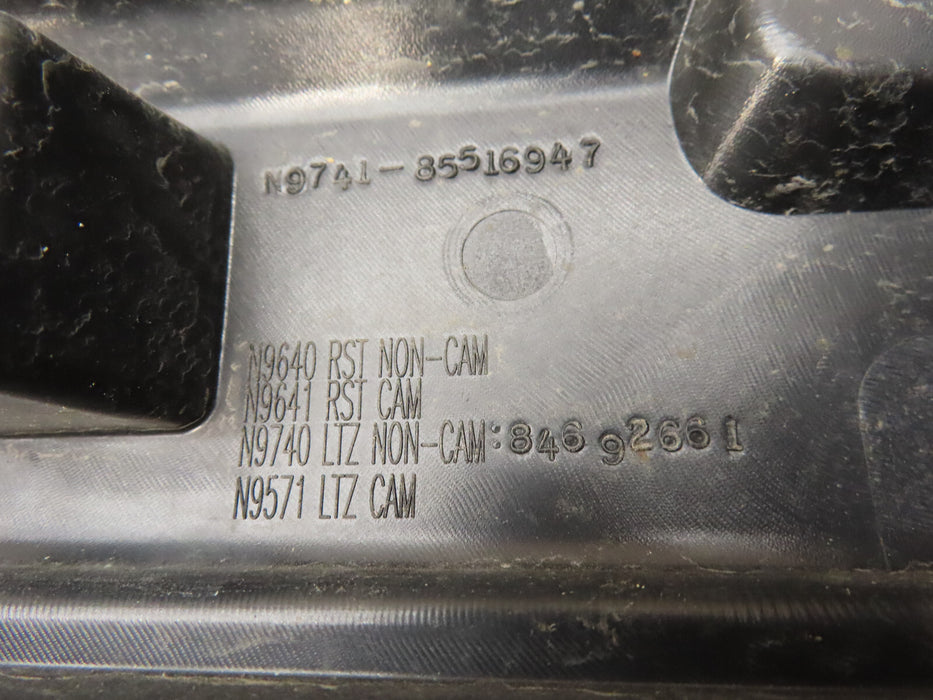 N9741-85516947
N9640 RST NON-CAM
N9641 RST CAM
N9740 LTZ NON-CAM:84692661
N9571 LTZ CAM